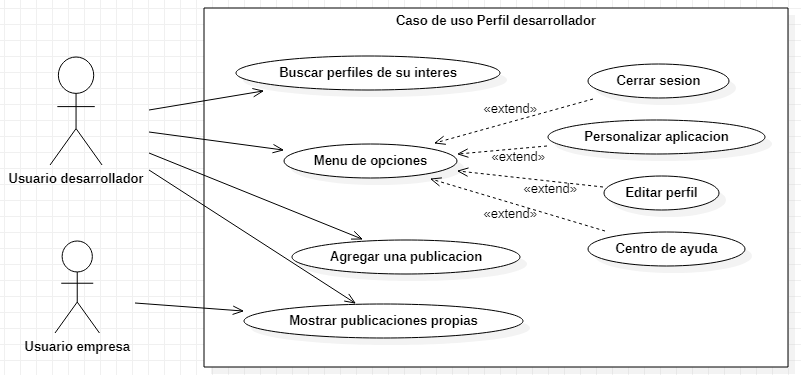 Caso de uso Perfil desarrollador
Buscar perfiles de su interes
Cerrar sesion
«extend»
Personalizar aplicacion
Menu de opciones
«extend»
Usuario desarrollador
«extend»
Editar perfil
«extend»
Centro de ayuda
Agregar una publicacion
Mostrar publicaciones propias
Usuario empresa